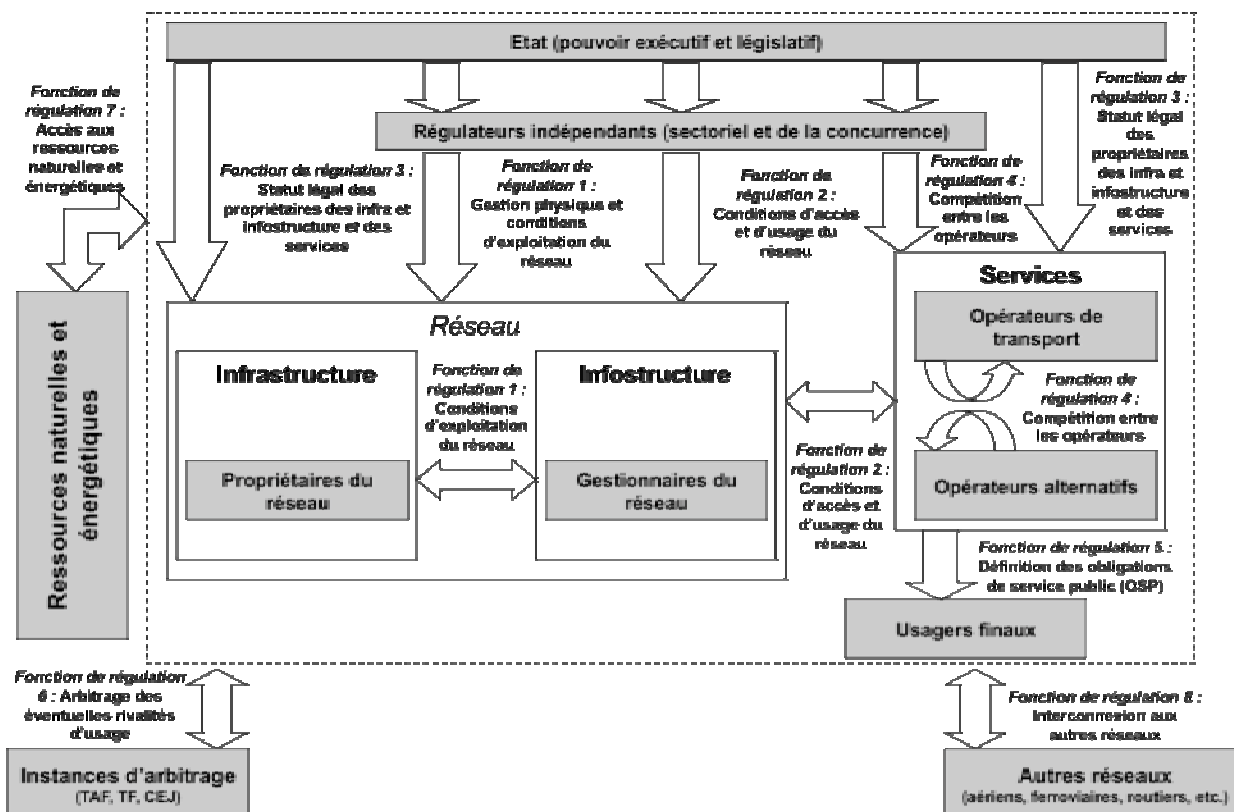 Etat (pouvoir exécutif et législatif)
Fonction de
régulation 7 :
Accès aux
ressources
naturelles et
énergétiques
Régulateurs indépendants (sectoriel et de la concurrence)
Fonction de régulation 3 :
Statut légal des
propriétaires des infra et
infostructure et des
services
Fonction de
régulation 1 :
Gestion physique et
conditions
d'exploitation du
réseau
Fonction de
régulation 2 :
Conditions d'accès
et d'usage du
réseau
Fonction de
régulation 4 :
Compétition
entre les
opérateurs
Fonction de
régulation 3 :
Statut légal
des
propriétaires
des infra et
infostructure
et des
services
Ressources naturelles et
énergétiques
Réseau
Infrastructure
Propriétaires du
réseau
Fonction de
régulation 1 :
Conditions
d'exploitation
du réseau
Infostructure
Gestionnaires du
réseau
Fonction de
régulation 2 :
Conditions
d'accès et
d'usage du
réseau
Services
Opérateurs de
transport
Fonction de
régulation 4 :
Compétition entre
les opérateurs
Opérateurs alternatifs
Fonction de régulation 5 :
Définition des obligations
de service public (OSP)
Usagers finaux
Fonction de régulation
6 : Arbitrage des
éventuelles rivalités
d'usage
Instances d'arbitrage
(TAF, TF, CEJ)
Fonction de régulation 8 :
Interconnexion aux
autres réseaux
Autres réseaux
(aériens, ferroviaires, routiers, etc.)